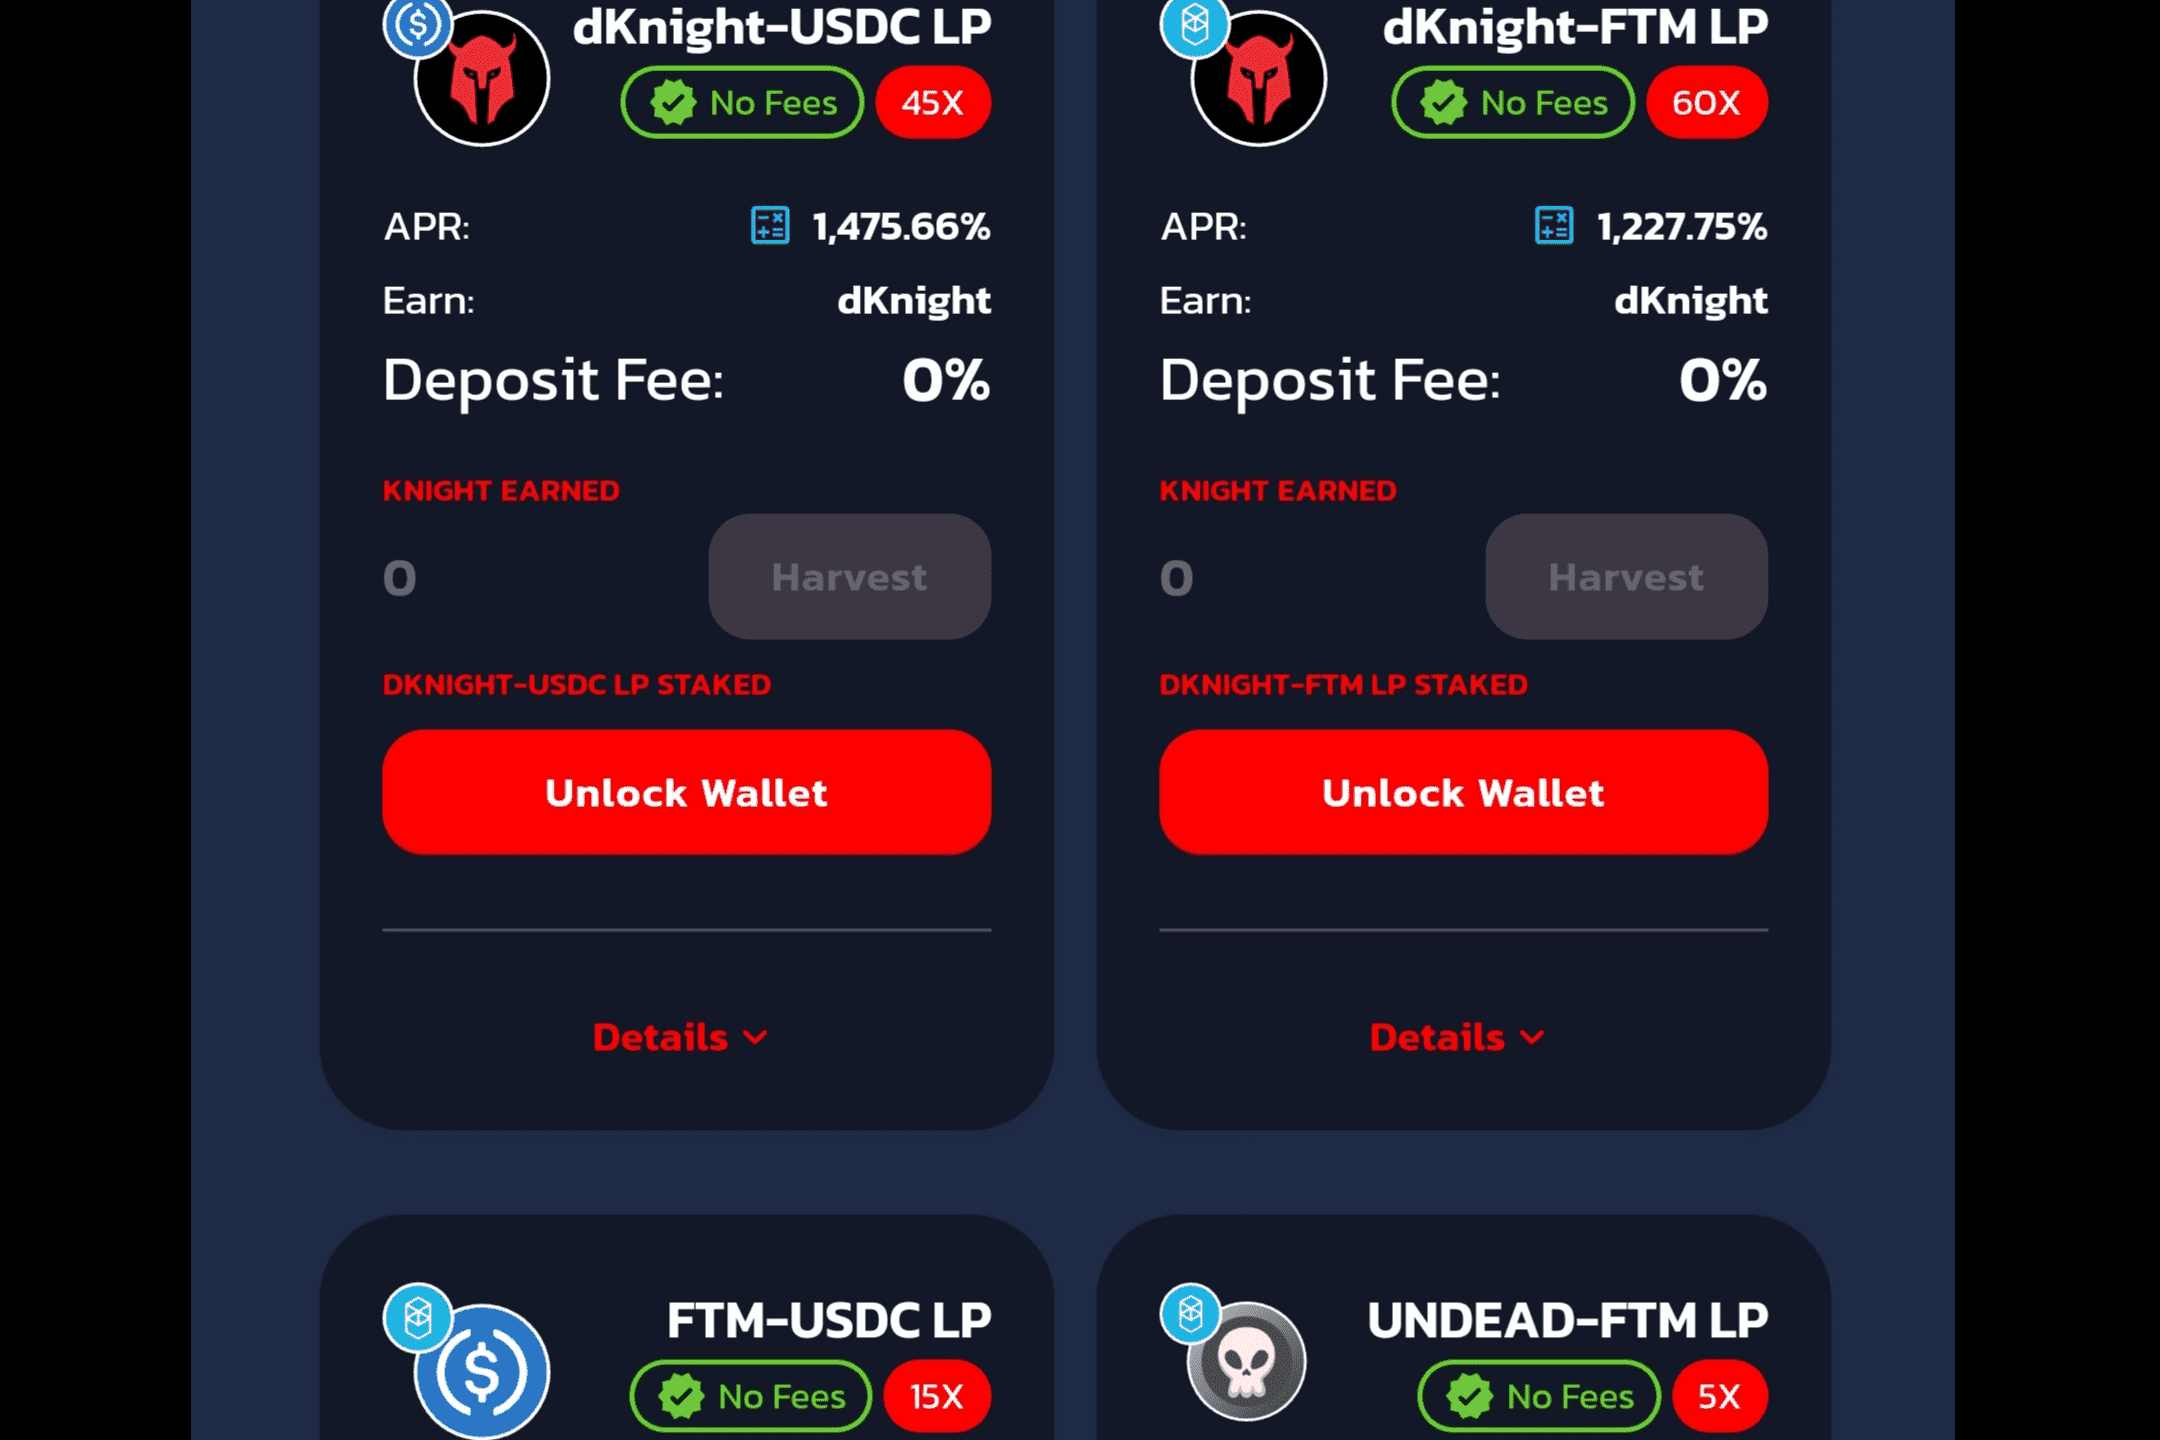 dKnight-USDC LP
No Fees 45X
APR: 1,475.66%
Earn: dKnight
Deposit Fee: 0%
KNIGHT EARNED
0 Harvest
DKNIGHT-USDC LP STAKED
Unlock Wallet
Details
dKnight-FTM LP
No Fees 60X
APR: 1,227.75%
Earn: dKnight
Deposit Fee: 0%
KNIGHT EARNED
0 Harvest
DKNIGHT-FTM LP STAKED
Unlock Wallet
Details
FTM-USDC LP
No Fees 15X
UNDEAD-FTM LP
No Fees 5X